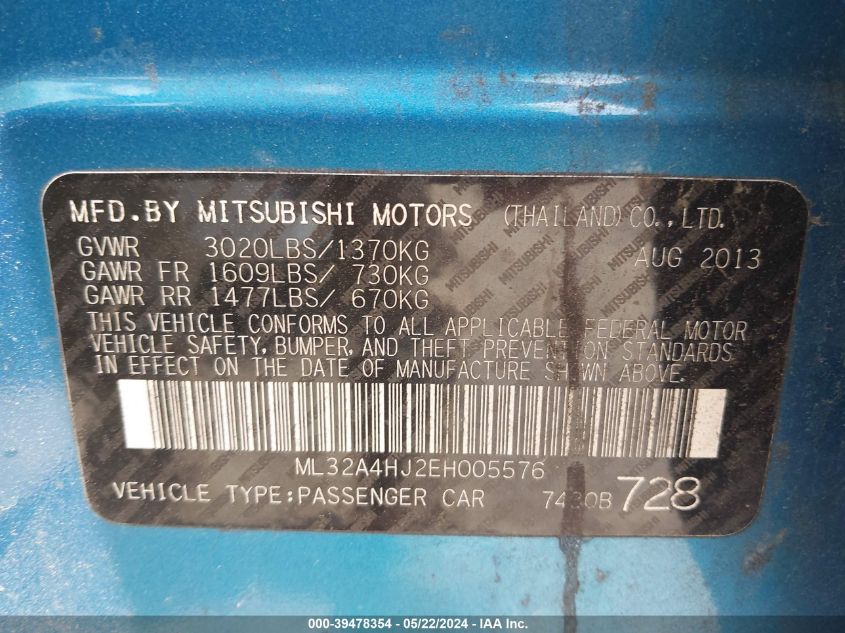 MFD.BY MITSUBISHI MOTORS (THAILAND) CO., LTD.
GVWR 3020LBS/1370KG AUG 2013
GAWR FR 1609LBS/ 730KG
GAWR RR 1477LBS/ 670KG
THIS VEHICLE CONFORMS TO ALL APPLICABLE FEDERAL MOTOR
VEHICLE SAFETY, BUMPER, AND THEFT PREVENTION STANDARDS
IN EFFECT ON THE DATE OF MANUFACTURE SHOWN ABOVE.
ML32A4HJ2EH005576
VEHICLE TYPE:PASSENGER CAR 728
000-39478354 - 05/22/2024 - IAA Inc.